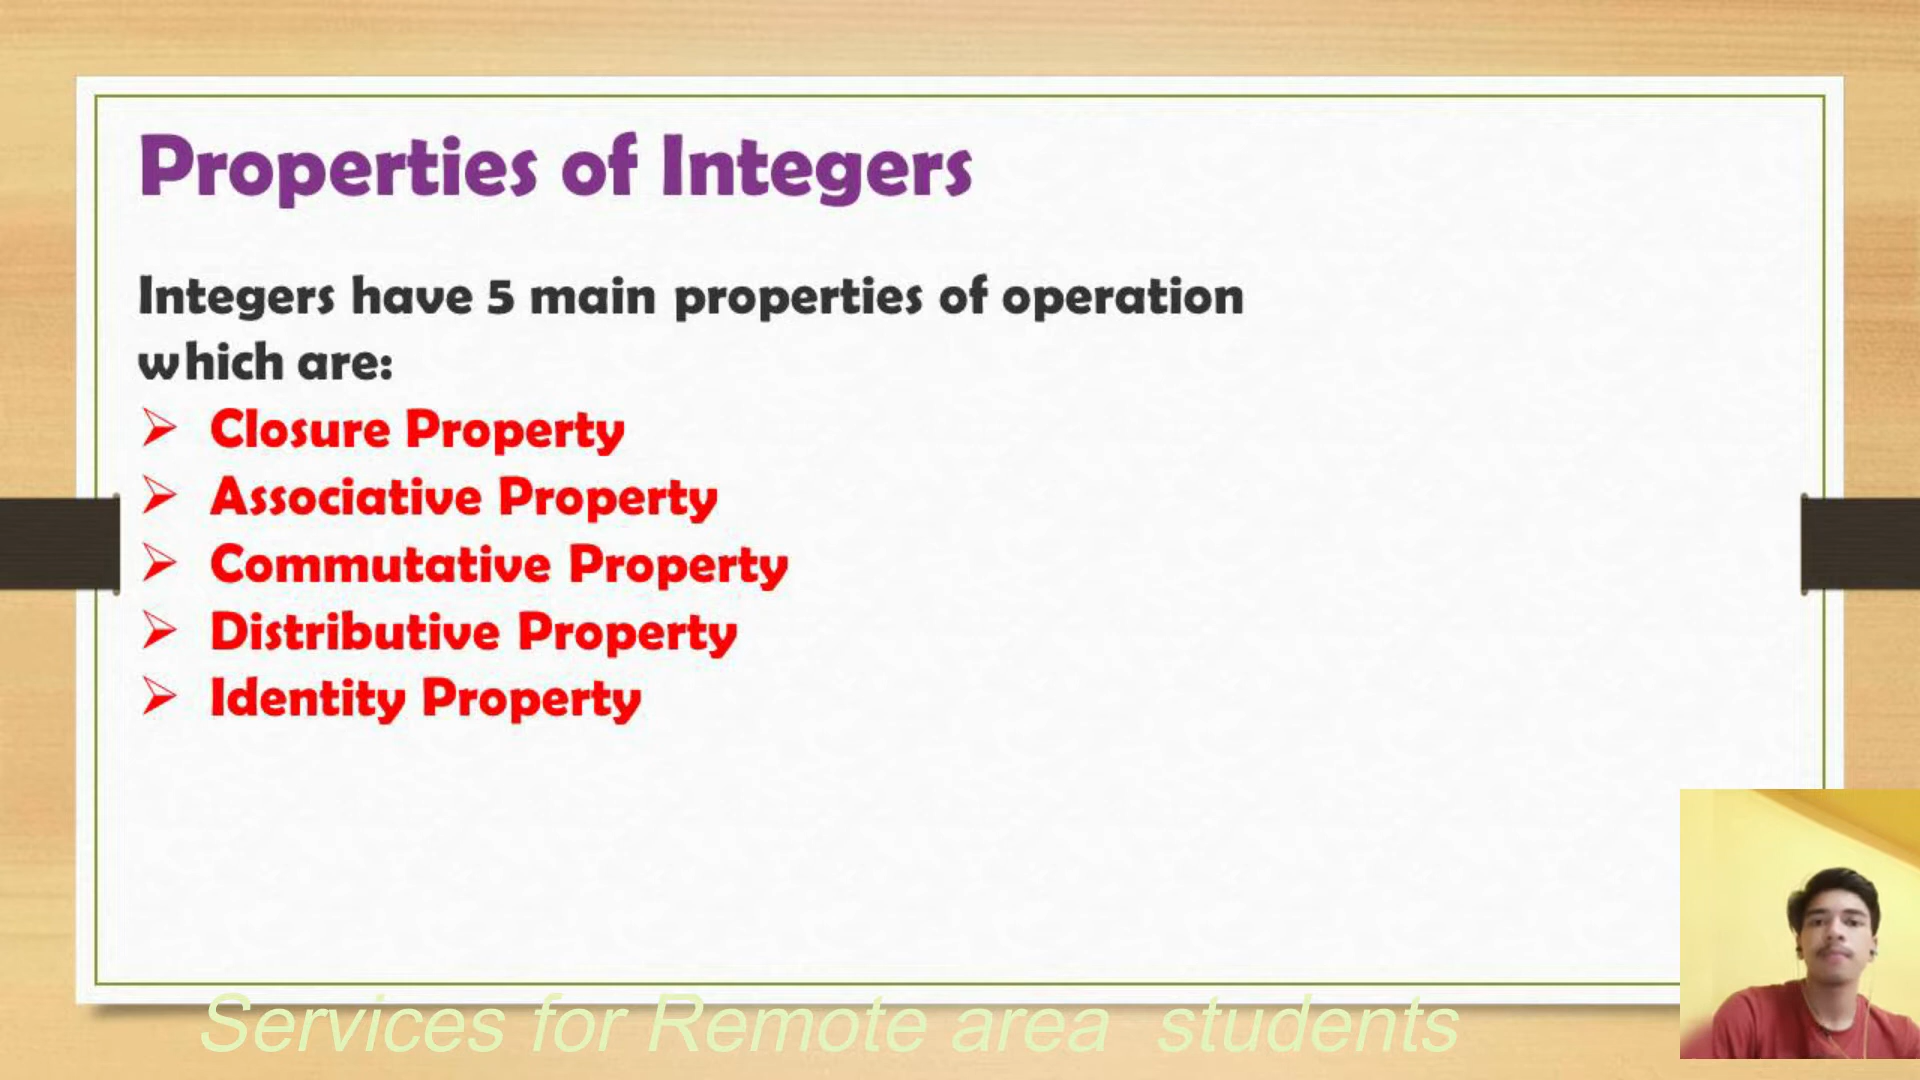 Properties of Integers
Integers have 5 main properties of operation
which are:
Closure Property
Associative Property
Commutative Property
Distributive Property
Identity Property
Services for Remote area students